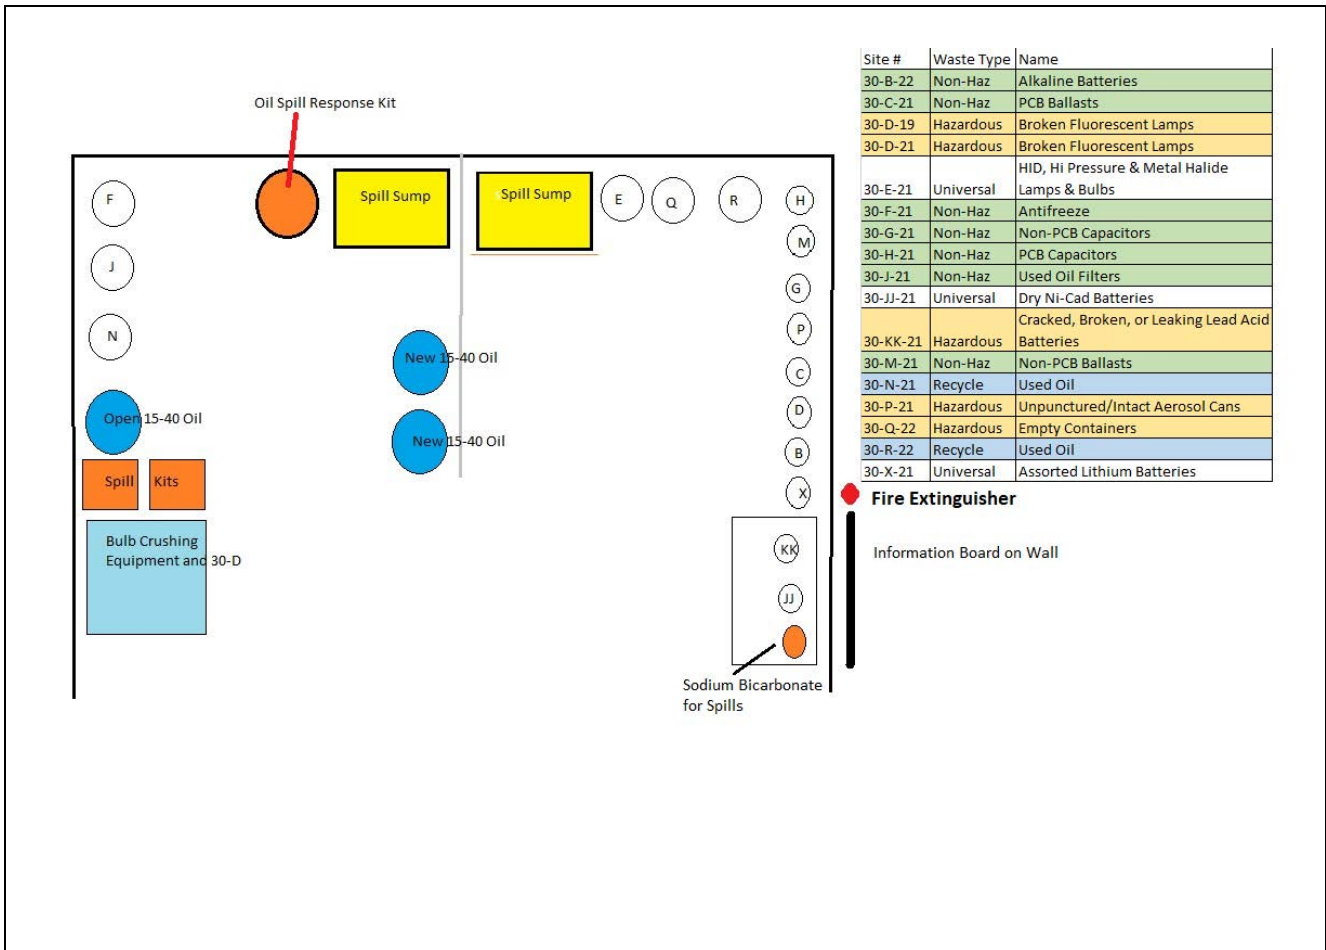 Oil Spill Response Kit
F
Spill Sump
Spill Sump
E
Q
R
H
M
J
G
N
P
New 15-40 Oil
C
Open 15-40 Oil
D
New 15-40 Oil
B
Spill
Kits
X
Bulb Crushing
Equipment and 30-D
KK
JJ
Sodium Bicarbonate
for Spills
Site # Waste Type Name
30-B-22 Non-Haz Alkaline Batteries
30-C-21 Non-Haz PCB Ballasts
30-D-19 Hazardous Broken Fluorescent Lamps
30-D-21 Hazardous Broken Fluorescent Lamps
HID, Hi Pressure & Metal Halide
30-E-21 Universal Lamps & Bulbs
30-F-21 Non-Haz Antifreeze
30-G-21 Non-Haz Non-PCB Capacitors
30-H-21 Non-Haz PCB Capacitors
30-J-21 Non-Haz Used Oil Filters
30-JJ-21 Universal Dry Ni-Cad Batteries
Cracked, Broken, or Leaking Lead Acid
30-KK-21 Hazardous Batteries
30-M-21 Non-Haz Non-PCB Ballasts
30-N-21 Recycle Used Oil
30-P-21 Hazardous Unpunctured/Intact Aerosol Cans
30-Q-22 Hazardous Empty Containers
30-R-22 Recycle Used Oil
30-X-21 Universal Assorted Lithium Batteries
Fire Extinguisher
Information Board on Wall